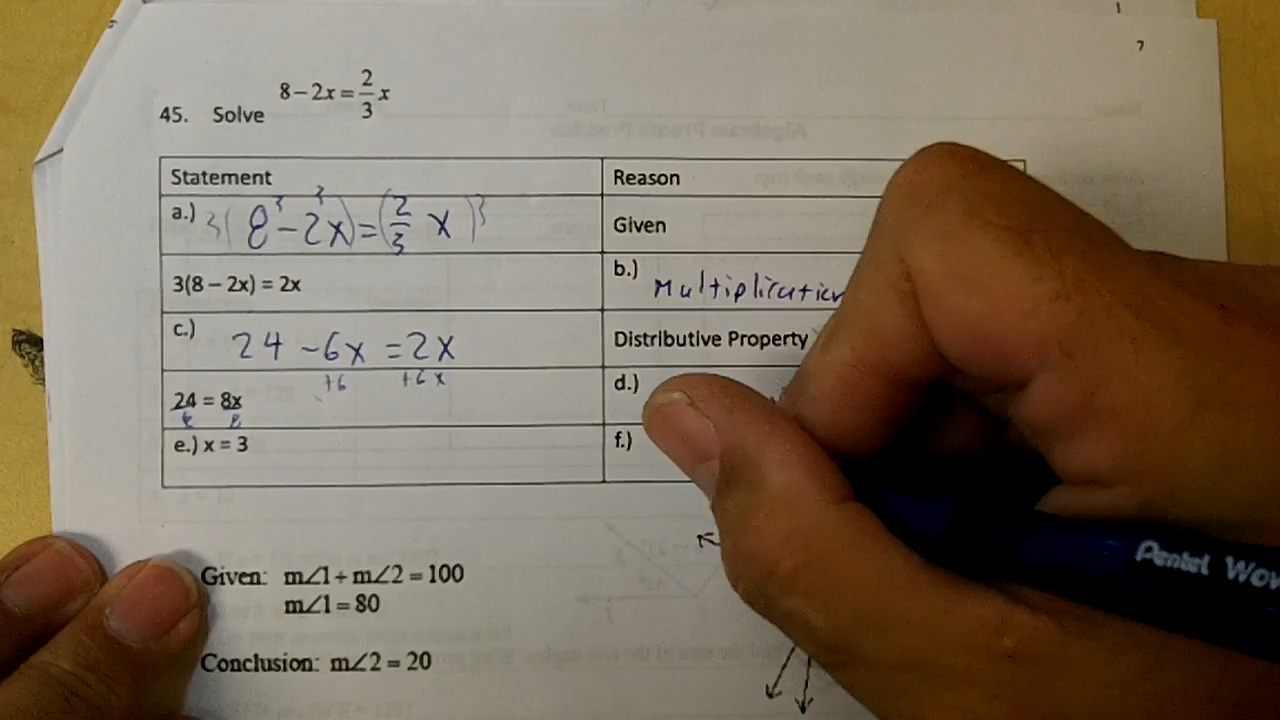 7
8 – 2x = 2/3 x
45. Solve
Statement Reason
a.) 3(8 – 2x) = (2/3 x)3 Given
3(8 – 2x) = 2x b.) Multiplication
c.) 24 – 6x = 2x Distributive Property
+6 +6x
24 = 8x d.)
e.) x = 3 f.)
Given: m∠1 + m∠2 = 100
m∠1 = 80
Conclusion: m∠2 = 20
Pentel